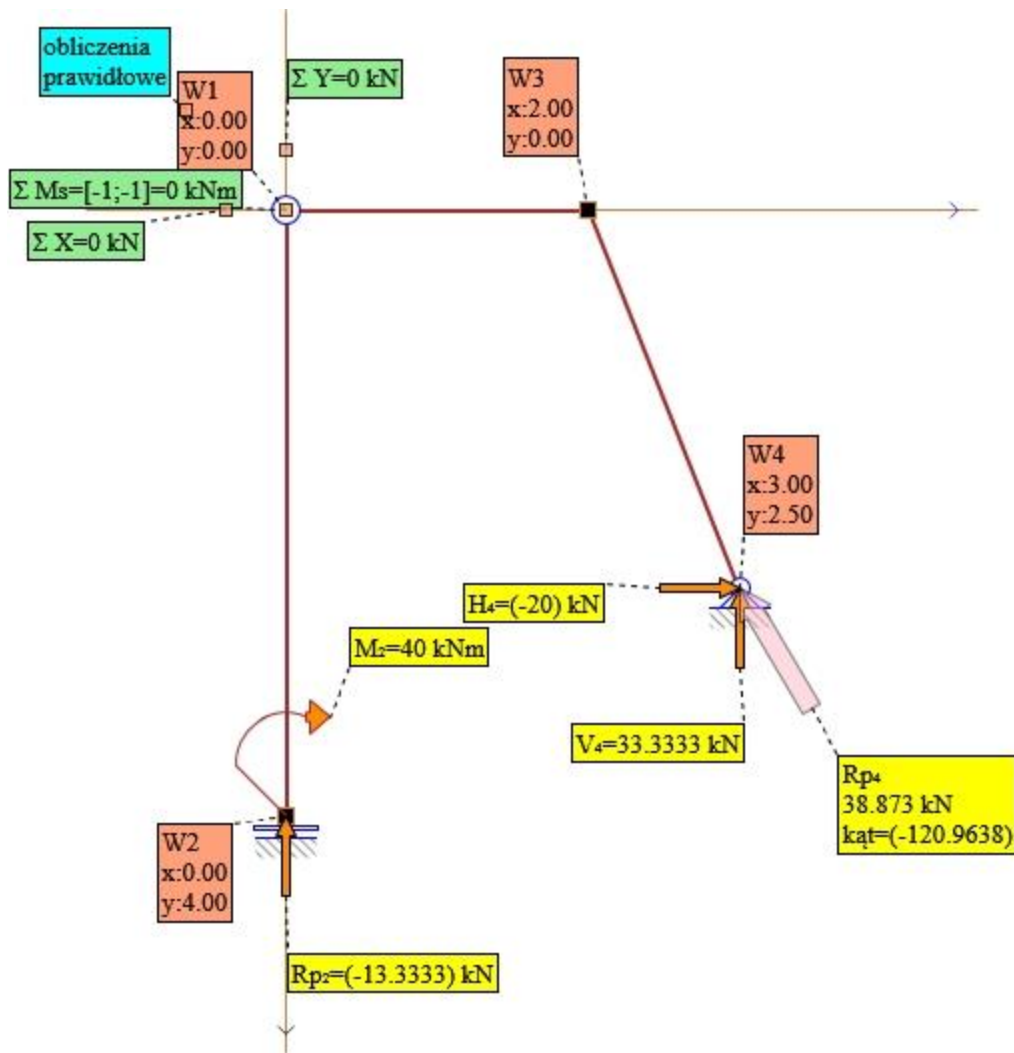 obliczenia
prawidłowe
W1
x:0.00
y:0.00
Σ Y=0 kN
W3
x:2.00
y:0.00
Σ Ms=[-1;-1]=0 kNm
Σ X=0 kN
W4
x:3.00
y:2.50
H₄=(-20) kN
M₂=40 kNm
V₄=33.3333 kN
Rp₄
38.873 kN
kąt=(-120.9638)
W2
x:0.00
y:4.00
Rp₂=(-13.3333) kN